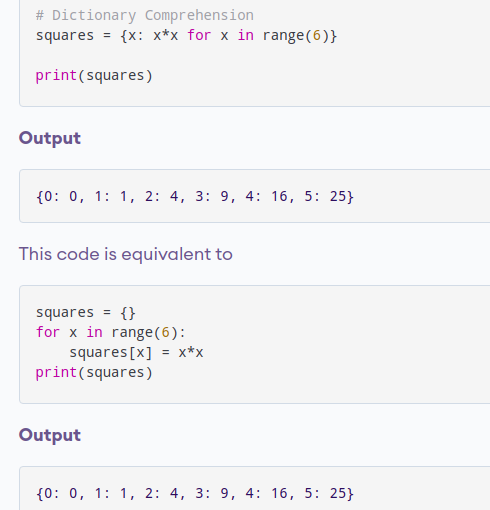 # Dictionary Comprehension
squares = {x: x*x for x in range(6)}
print(squares)
Output
{0: 0, 1: 1, 2: 4, 3: 9, 4: 16, 5: 25}
This code is equivalent to
squares = {}
for x in range(6):
    squares[x] = x*x
print(squares)
Output
{0: 0, 1: 1, 2: 4, 3: 9, 4: 16, 5: 25}